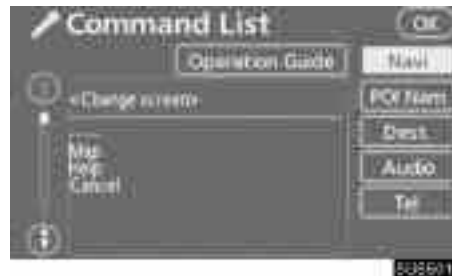 Command List
OK
Operation Guide
Navi
<Change screen>
POI Nam
Dest.
Map
Help
Cancel
Audio
Tel